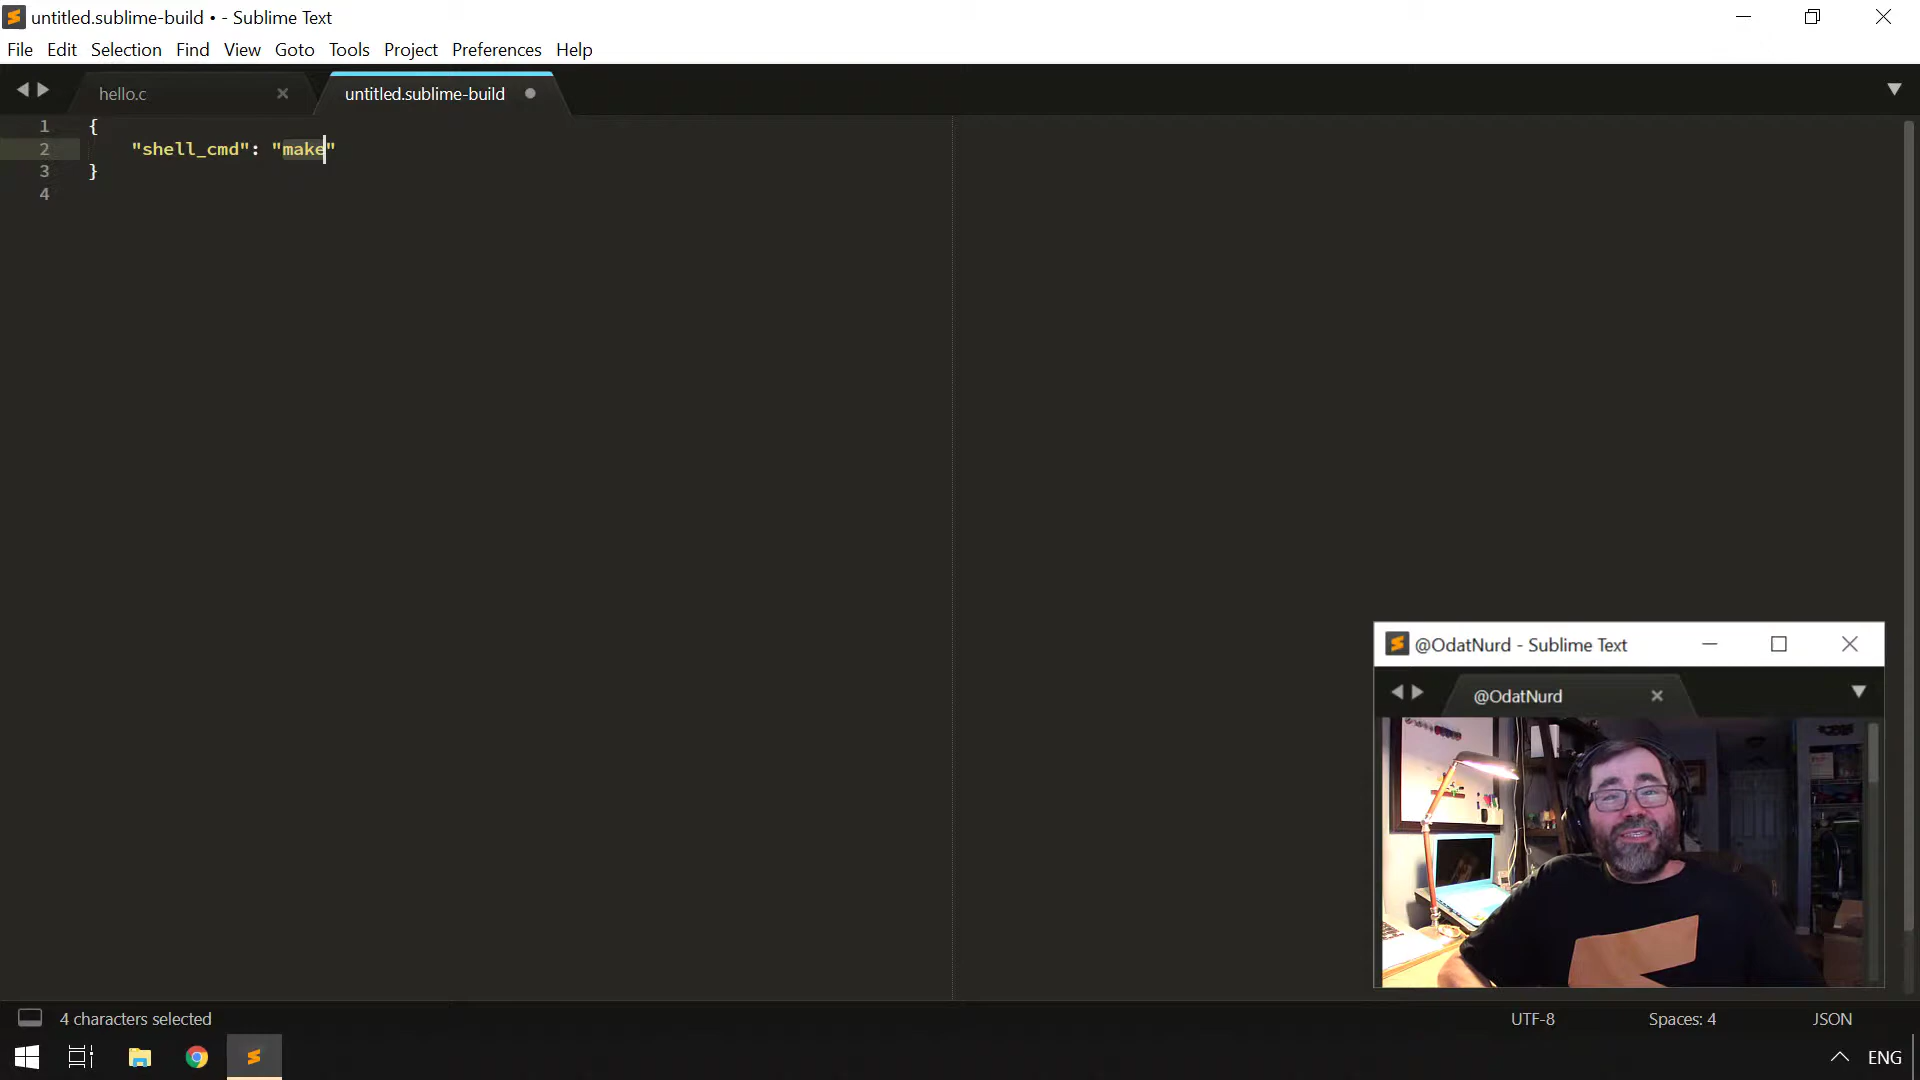 untitled.sublime-build • - Sublime Text
File Edit Selection Find View Goto Tools Project Preferences Help
hello.c
untitled.sublime-build
1 {
2 "shell_cmd": "make"
3 }
4
@OdatNurd - Sublime Text
@OdatNurd
4 characters selected
UTF-8
Spaces: 4
JSON
ENG